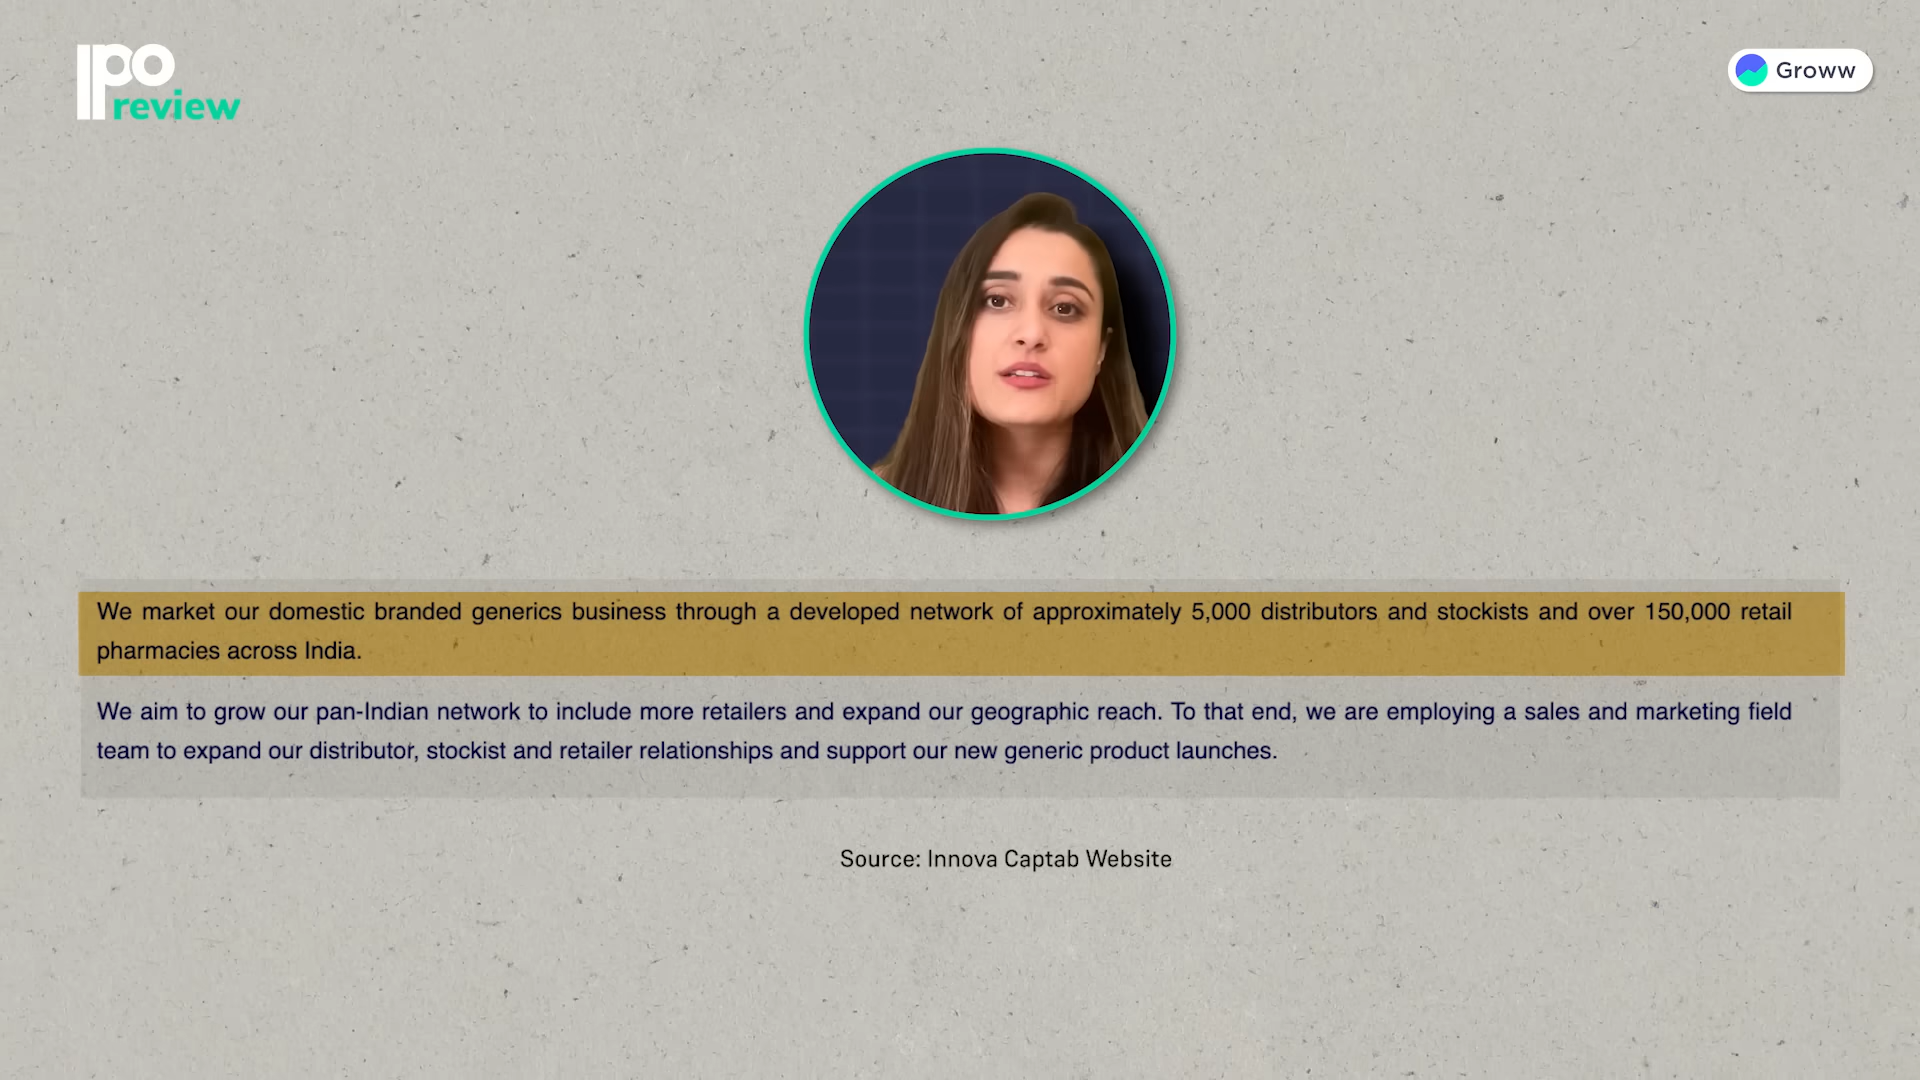 IPO
review
Groww
We market our domestic branded generics business through a developed network of approximately 5,000 distributors and stockists and over 150,000 retail
pharmacies across India.
We aim to grow our pan-Indian network to include more retailers and expand our geographic reach. To that end, we are employing a sales and marketing field
team to expand our distributor, stockist and retailer relationships and support our new generic product launches.
Source: Innova Captab Website